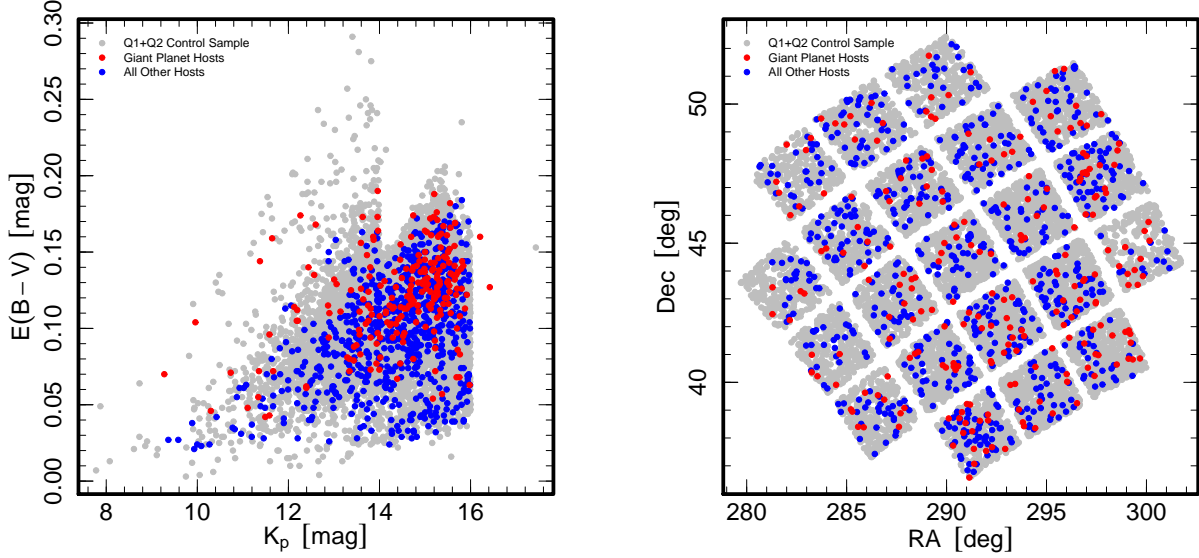 0.00 0.05 0.10 0.15 0.20 0.25 0.30
E(B−V) [mag]
Q1+Q2 Control Sample
Giant Planet Hosts
All Other Hosts
8 10 12 14 16
Kp [mag]
40 45 50
Dec [deg]
Q1+Q2 Control Sample
Giant Planet Hosts
All Other Hosts
280 285 290 295 300
RA [deg]